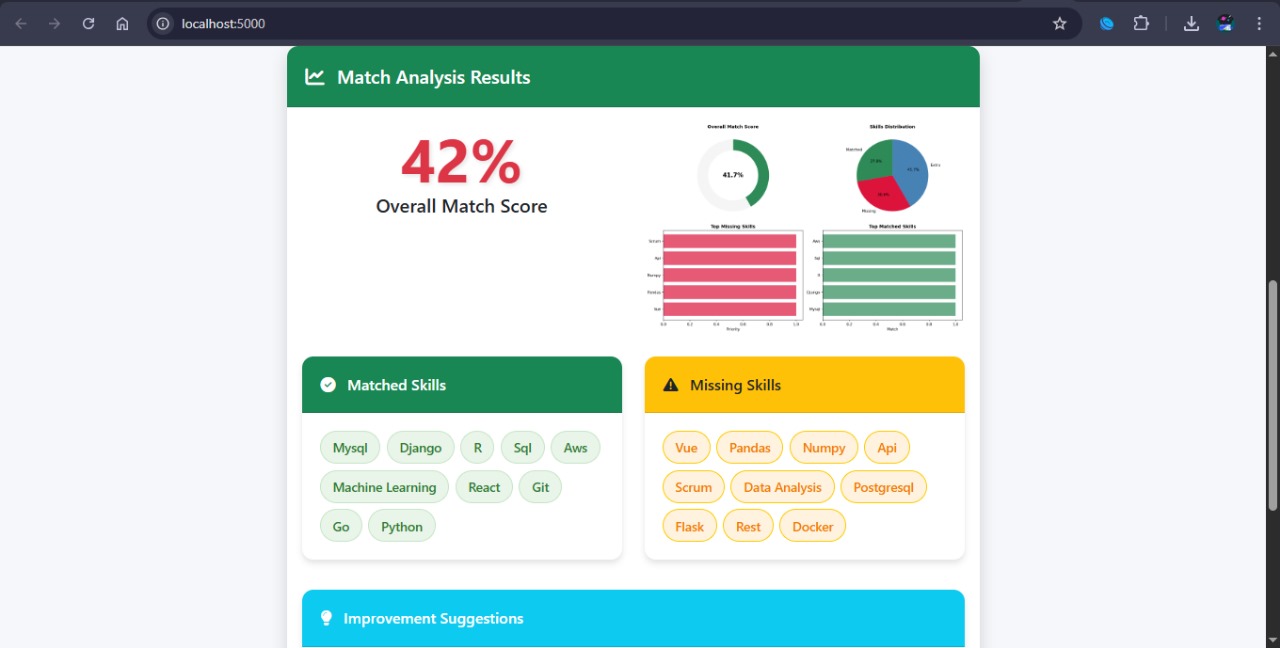 localhost:5000
Match Analysis Results
42%
Overall Match Score
Overall Match Score
41.7%
Skills Distribution
Matched
Extra
Missing
Top Missing Skills
Scrum
Api
Numpy
Pandas
Vue
0.0 0.2 0.4 0.6 0.8 1.0
Priority
Top Matched Skills
Aws
Sql
R
Django
Mysql
0.0 0.2 0.4 0.6 0.8 1.0
Match
Matched Skills
Mysql Django R Sql Aws
Machine Learning React Git
Go Python
Missing Skills
Vue Pandas Numpy Api
Scrum Data Analysis Postgresql
Flask Rest Docker
Improvement Suggestions